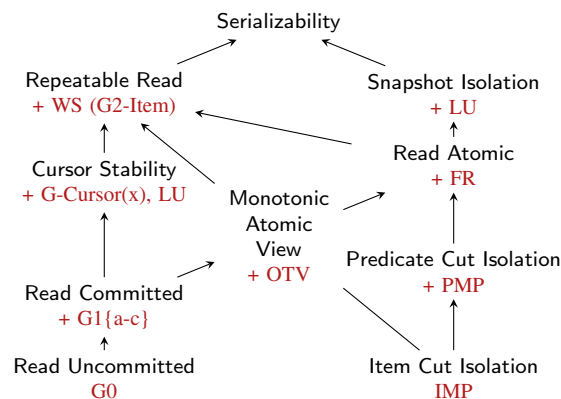 Serializability
Repeatable Read
+ WS (G2-Item)
Snapshot Isolation
+ LU
Cursor Stability
+ G-Cursor(x), LU
Read Atomic
+ FR
Monotonic
Atomic
View
+ OTV
Predicate Cut Isolation
+ PMP
Read Committed
+ G1{a-c}
Read Uncommitted
G0
Item Cut Isolation
IMP